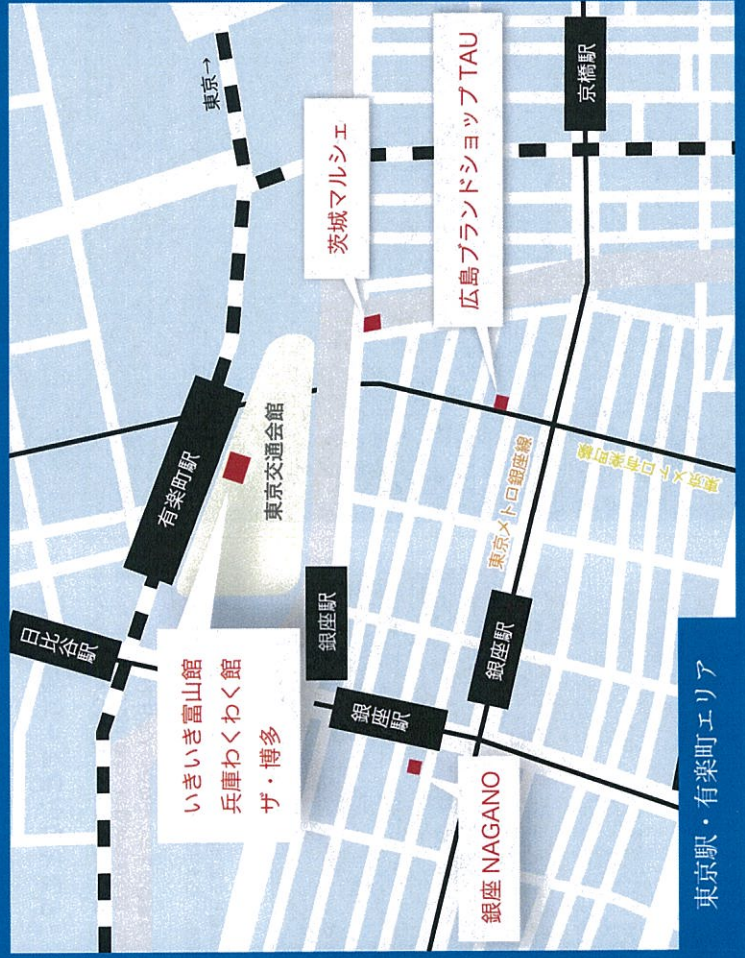 東京→
日比谷
駅
有楽町駅
東京交通会館
いきいき富山館
兵庫わくわく館
ザ・博多
茨城マルシェ
広島ブランドショップ TAU
京橋駅
銀座駅
銀座
駅
銀座駅
東京メトロ銀座線
東京メトロ有楽町線
銀座 NAGANO
東京駅・有楽町エリア